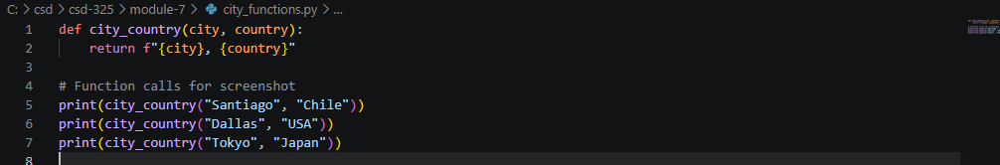 C: > csd > csd-325 > module-7 > city_functions.py > ...
1 def city_country(city, country):
2     return f"{city}, {country}"
3
4 # Function calls for screenshot
5 print(city_country("Santiago", "Chile"))
6 print(city_country("Dallas", "USA"))
7 print(city_country("Tokyo", "Japan"))
8